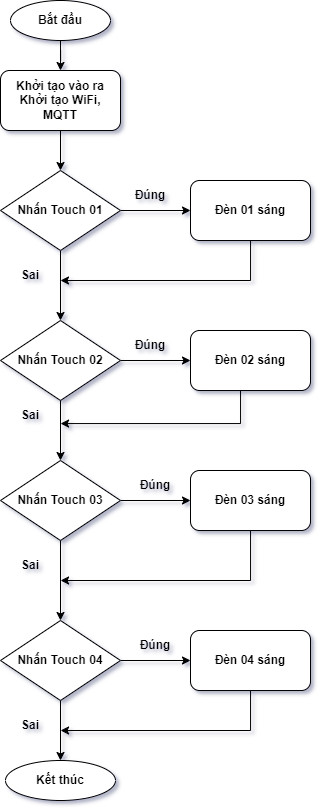 Bắt đầu
Khởi tạo vào ra
Khởi tạo WiFi,
MQTT
Nhấn Touch 01
Đúng
Đèn 01 sáng
Sai
Nhấn Touch 02
Đúng
Đèn 02 sáng
Sai
Nhấn Touch 03
Đúng
Đèn 03 sáng
Sai
Nhấn Touch 04
Đúng
Đèn 04 sáng
Sai
Kết thúc